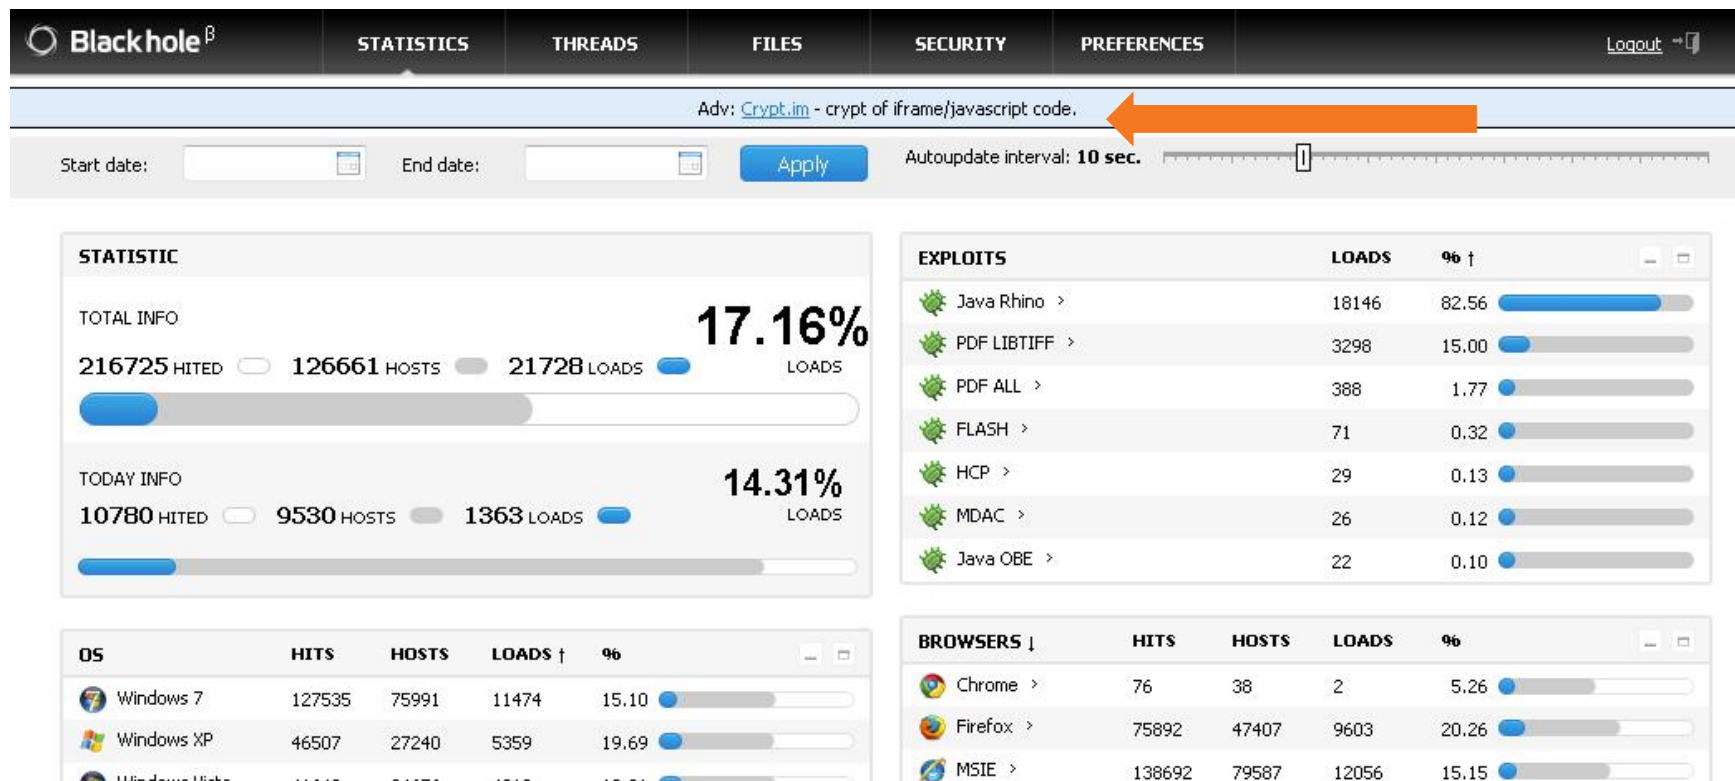 Blackhole β STATISTICS THREADS FILES SECURITY PREFERENCES Logout
Adv: Crypt.im - crypt of iframe/javascript code.
Start date: End date: Apply Autoupdate interval: 10 sec.
STATISTIC
TOTAL INFO
17.16%
216725 HITED 126661 HOSTS 21728 LOADS LOADS
TODAY INFO
14.31%
10780 HITED 9530 HOSTS 1363 LOADS LOADS
EXPLOITS LOADS % ↑
Java Rhino > 18146 82.56
PDF LIBTIFF > 3298 15.00
PDF ALL > 388 1.77
FLASH > 71 0.32
HCP > 29 0.13
MDAC > 26 0.12
Java OBE > 22 0.10
OS HITS HOSTS LOADS ↑ %
Windows 7 127535 75991 11474 15.10
Windows XP 46507 27240 5359 19.69
Windows Vista
BROWSERS ↓ HITS HOSTS LOADS %
Chrome > 76 38 2 5.26
Firefox > 75892 47407 9603 20.26
MSIE > 138692 79587 12056 15.15